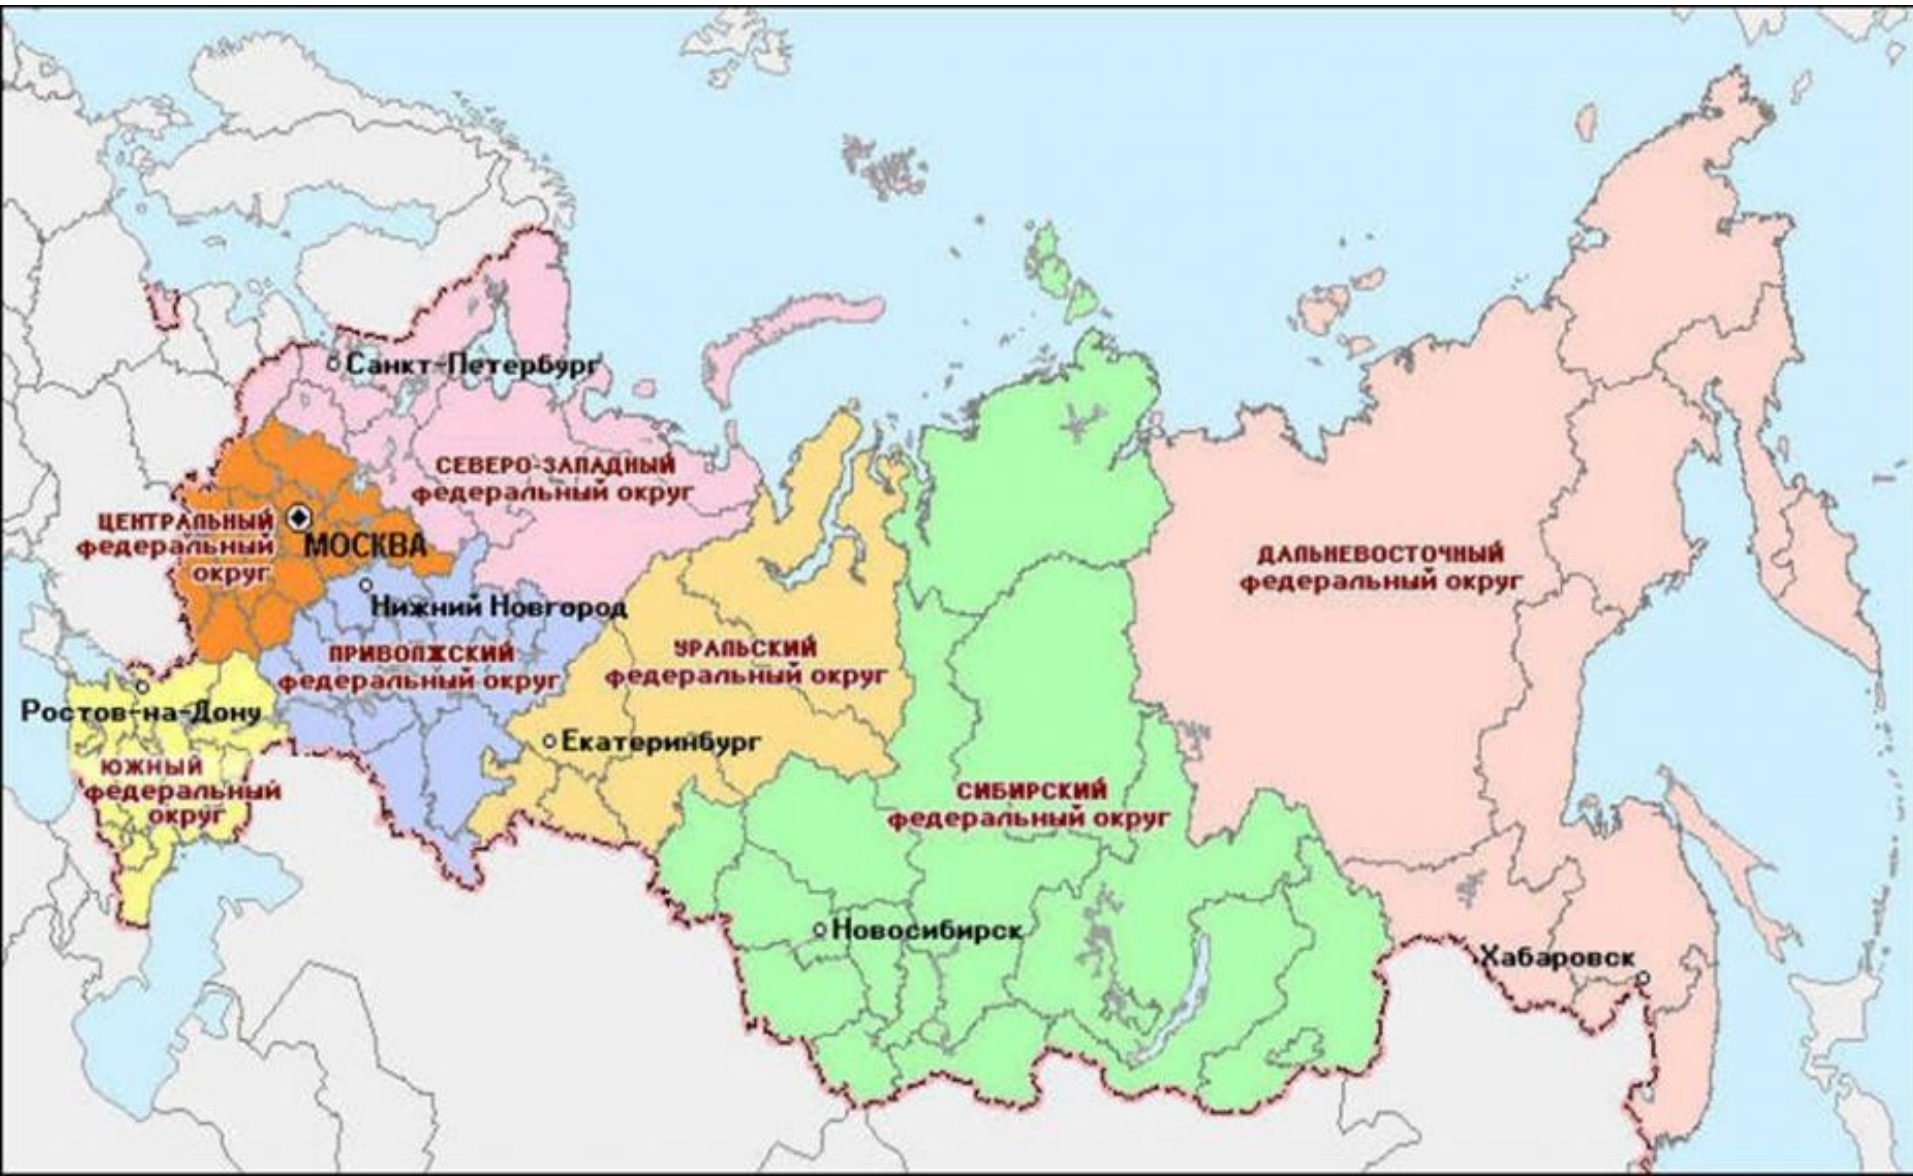 Санкт-Петербург
СЕВЕРО-ЗАПАДНЫЙ
федеральный округ
ЦЕНТРАЛЬНЫЙ
федеральный
округ
МОСКВА
ДАЛЬНЕВОСТОЧНЫЙ
федеральный округ
Нижний Новгород
ПРИВОЛЖСКИЙ
федеральный округ
УРАЛЬСКИЙ
федеральный округ
Ростов-на-Дону
Екатеринбург
ЮЖНЫЙ
федеральный
округ
СИБИРСКИЙ
федеральный округ
Новосибирск
Хабаровск